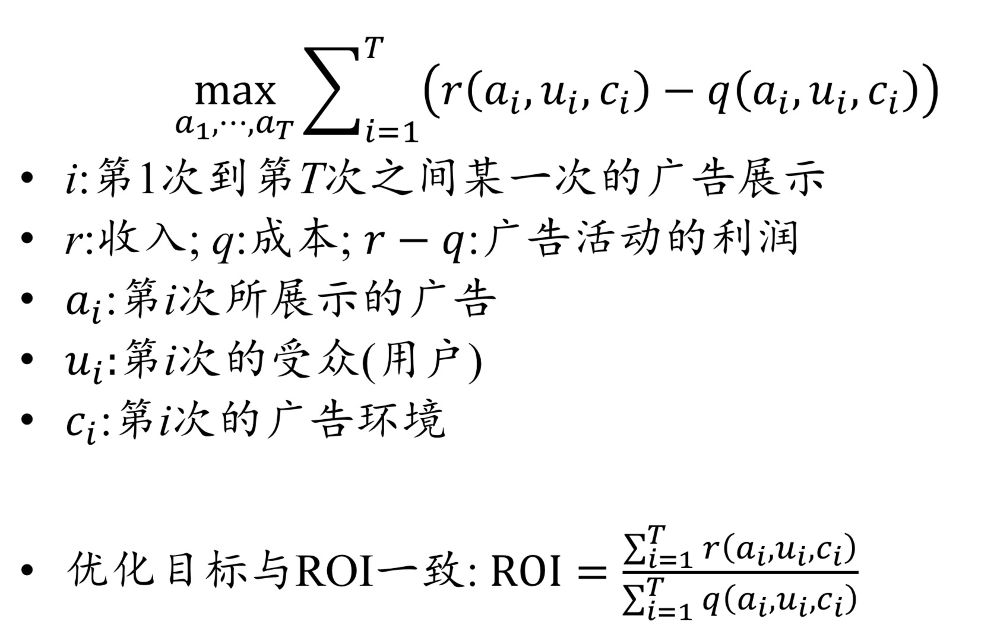 $$\max_{a_1,\cdots,a_T} \sum_{i=1}^{T} \left( r(a_i, u_i, c_i) - q(a_i, u_i, c_i) \right)$$
• i:第1次到第T次之间某一次的广告展示
• r:收入; q:成本; r − q:广告活动的利润
• $a_i$:第i次所展示的广告
• $u_i$:第i次的受众(用户)
• $c_i$:第i次的广告环境
• 优化目标与ROI一致: ROI = $\frac{\sum_{i=1}^{T} r(a_i,u_i,c_i)}{\sum_{i=1}^{T} q(a_i,u_i,c_i)}$